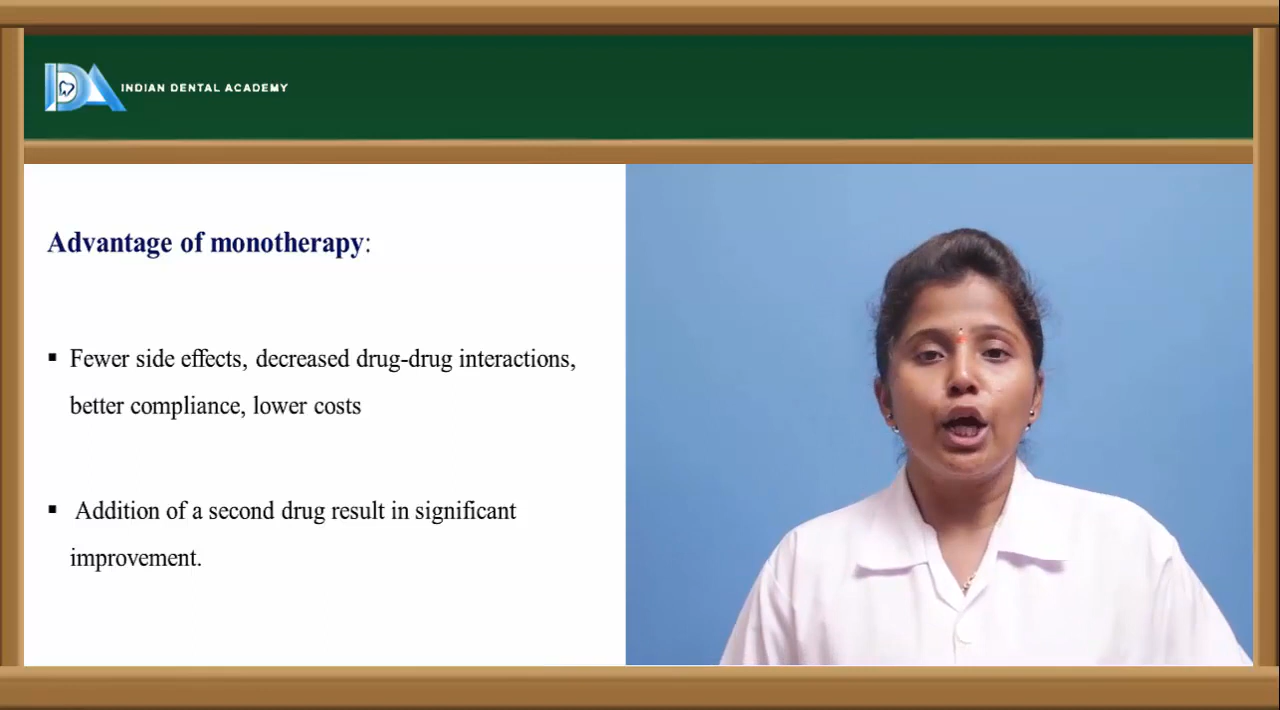 IDA INDIAN DENTAL ACADEMY
Advantage of monotherapy:
▪ Fewer side effects, decreased drug-drug interactions,
better compliance, lower costs
▪ Addition of a second drug result in significant
improvement.